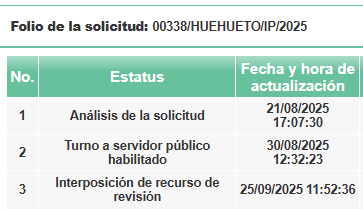 Folio de la solicitud: 00338/HUEHUETO/IP/2025
No. Estatus Fecha y hora de
actualización
1 Análisis de la solicitud 21/08/2025
17:07:30
2 Turno a servidor público
habilitado 30/08/2025
12:32:23
3 Interposición de recurso de
revisión 25/09/2025 11:52:36